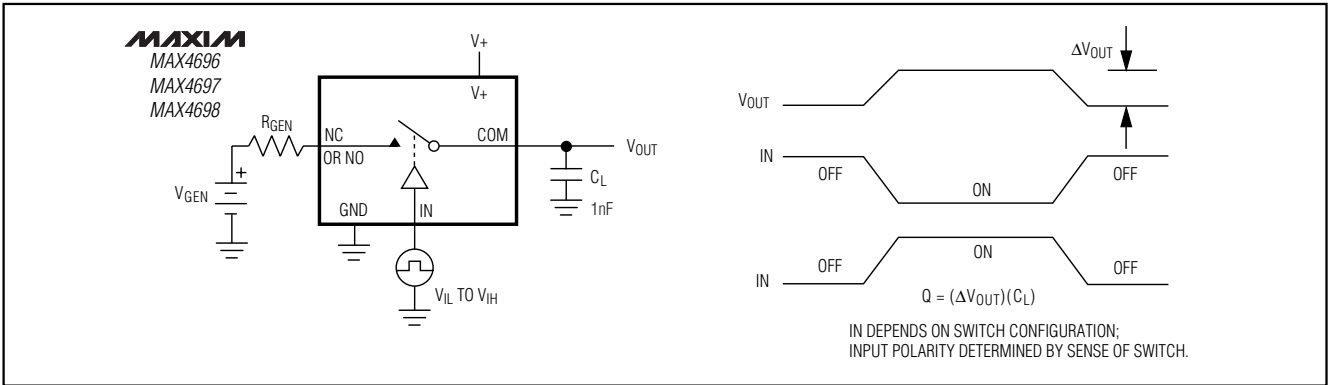 MAXIM
MAX4696
MAX4697
MAX4698
V+
V+
RGEN
NC
OR NO
COM
VOUT
CL
1nF
VGEN
+
GND
IN
VIL TO VIH
ΔVOUT
VOUT
IN
OFF
ON
OFF
IN
OFF
ON
OFF
Q = (ΔVOUT)(CL)
IN DEPENDS ON SWITCH CONFIGURATION;
INPUT POLARITY DETERMINED BY SENSE OF SWITCH.